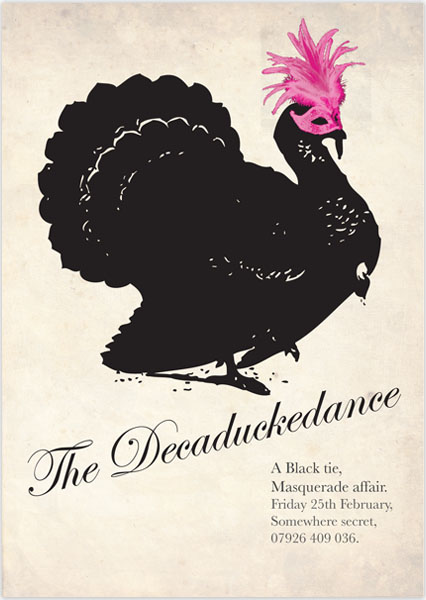 The Decaduckedance
A Black tie,
Masquerade affair.
Friday 25th February,
Somewhere secret,
07926 409 036.